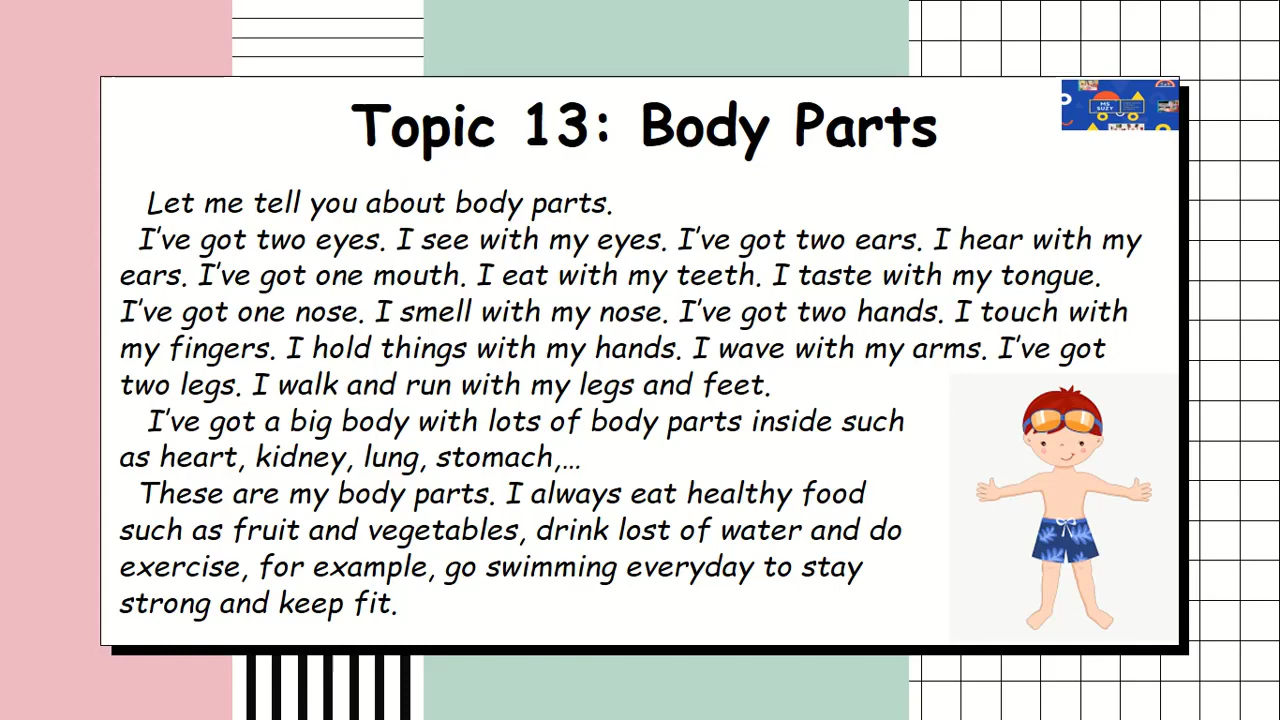 Topic 13: Body Parts
MS
SUZY
Let me tell you about body parts.
I’ve got two eyes. I see with my eyes. I’ve got two ears. I hear with my
ears. I’ve got one mouth. I eat with my teeth. I taste with my tongue.
I’ve got one nose. I smell with my nose. I’ve got two hands. I touch with
my fingers. I hold things with my hands. I wave with my arms. I’ve got
two legs. I walk and run with my legs and feet.
I’ve got a big body with lots of body parts inside such
as heart, kidney, lung, stomach,...
These are my body parts. I always eat healthy food
such as fruit and vegetables, drink lost of water and do
exercise, for example, go swimming everyday to stay
strong and keep fit.